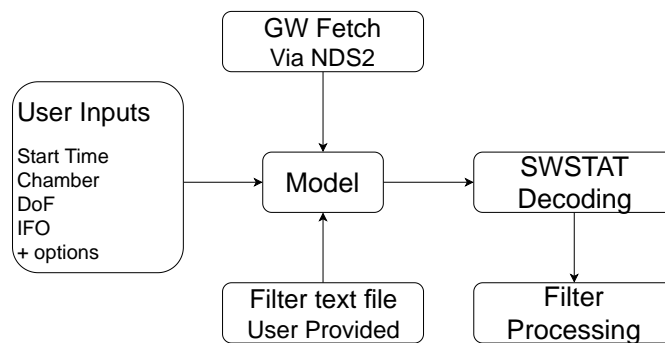 GW Fetch
Via NDS2
User Inputs
Start Time
Chamber
DoF
IFO
+ options
Model
SWSTAT
Decoding
Filter text file
User Provided
Filter
Processing